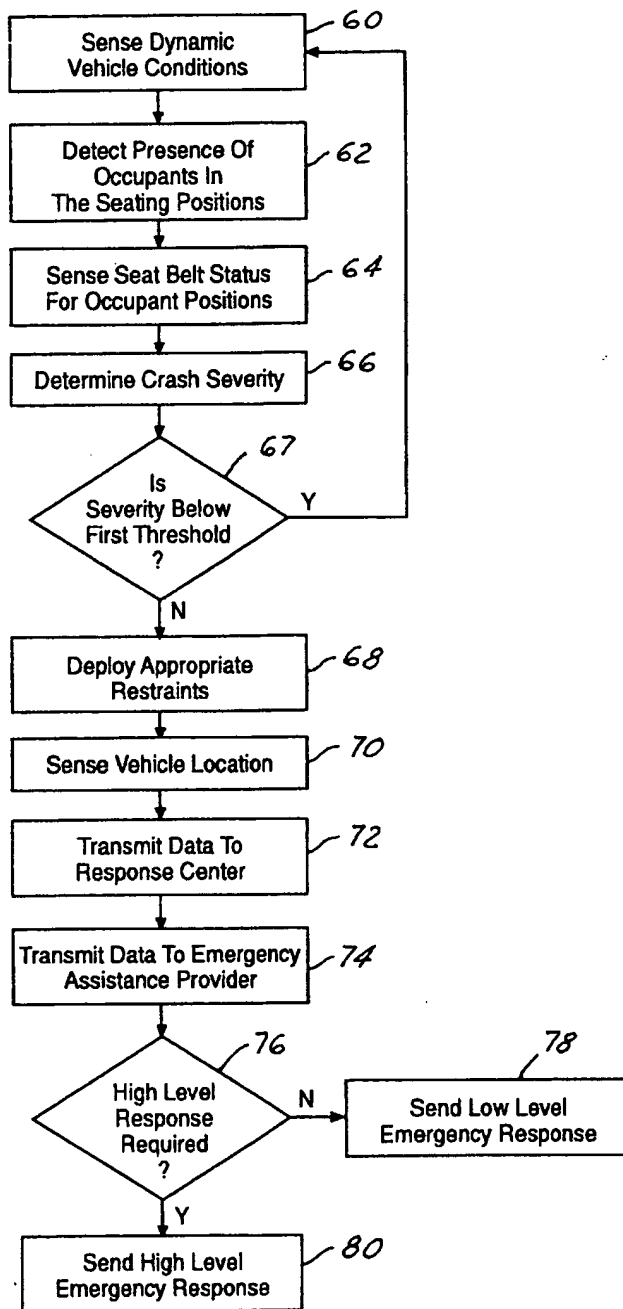 Sense Dynamic
Vehicle Conditions
60
Detect Presence Of
Occupants In
The Seating Positions
62
Sense Seat Belt Status
For Occupant Positions
64
Determine Crash Severity
66
67
Is
Severity Below
First Threshold
?
Y
N
Deploy Appropriate
Restraints
68
Sense Vehicle Location
70
Transmit Data To
Response Center
72
Transmit Data To Emergency
Assistance Provider
74
76
High Level
Response
Required
?
N
78
Send Low Level
Emergency Response
Y
Send High Level
Emergency Response
80